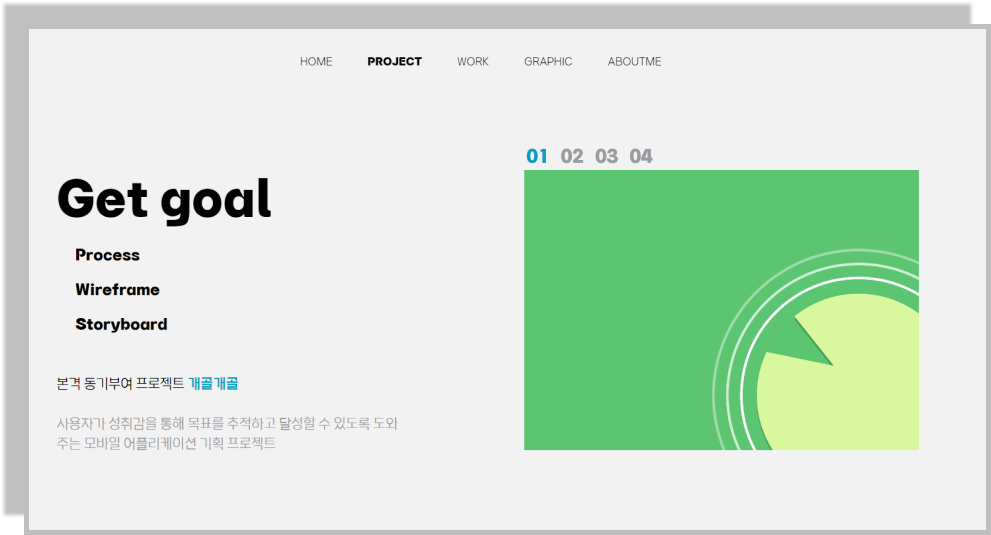 HOME PROJECT WORK GRAPHIC ABOUTME
01 02 03 04
Get goal
Process
Wireframe
Storyboard
본격 동기부여 프로젝트 개골개골
사용자가 성취감을 통해 목표를 추적하고 달성할 수 있도록 도와
주는 모바일 어플리케이션 기획 프로젝트